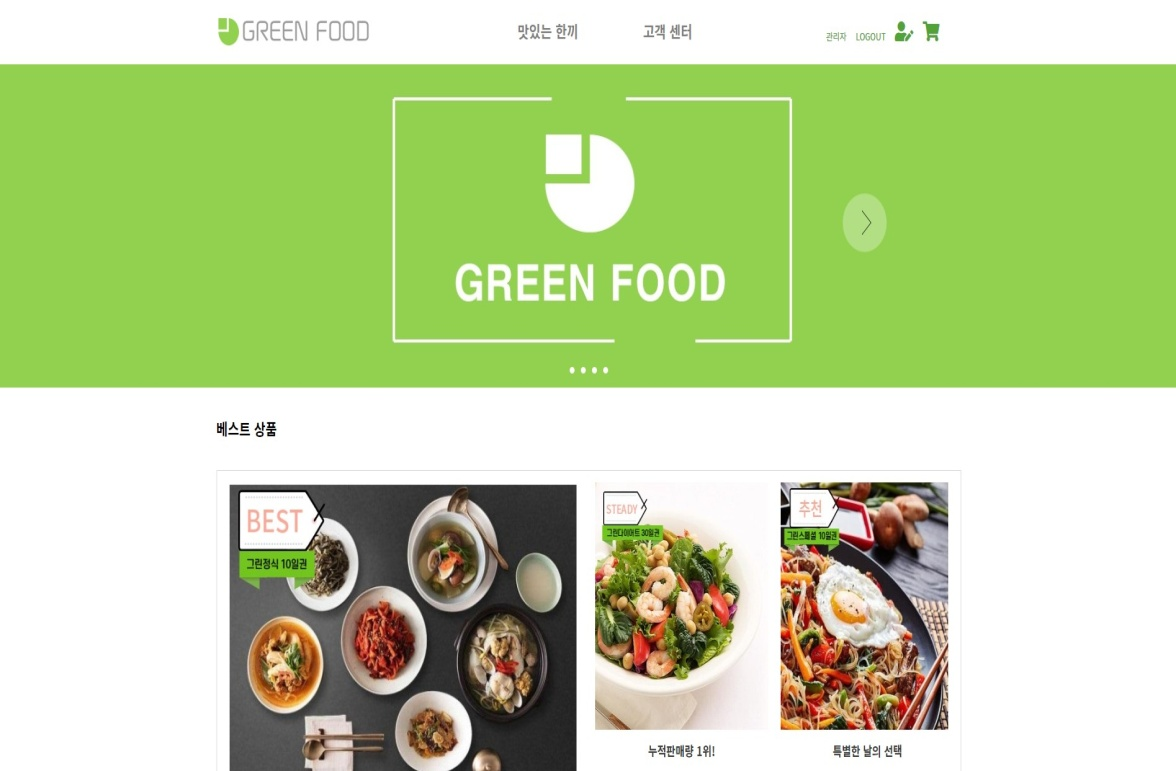 GREEN FOOD
맛있는 한끼
고객 센터
관리자
LOGOUT
GREEN FOOD
베스트 상품
BEST
그린정식 10일권
STEADY
그린다이어트 30일권
추천
그린스페셜 10일권
누적판매량 1위!
특별한 날의 선택